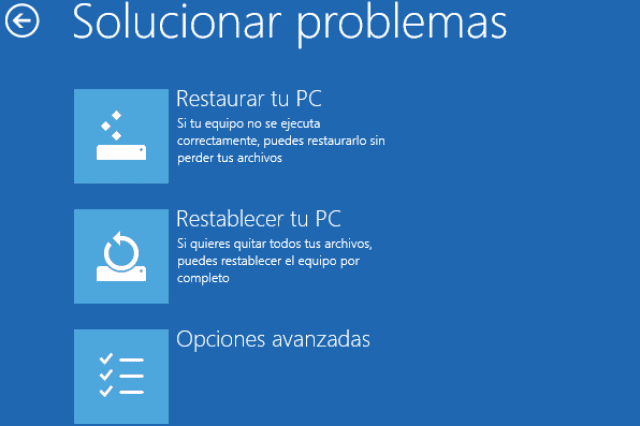 Solucionar problemas
Restaurar tu PC
Si tu equipo no se ejecuta
correctamente, puedes restaurarlo sin
perder tus archivos
Restablecer tu PC
Si quieres quitar todos tus archivos,
puedes restablecer el equipo por
completo
Opciones avanzadas